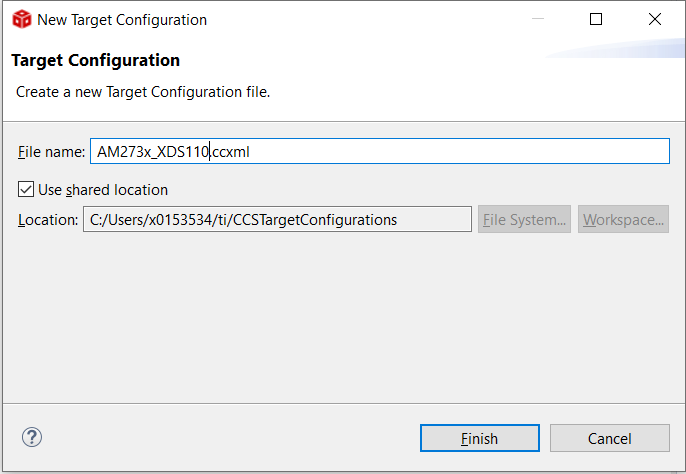 New Target Configuration
Target Configuration
Create a new Target Configuration file.
File name: AM273x_XDS110.ccxml
Use shared location
Location: C:/Users/x0153534/ti/CCSTargetConfigurations File System... Workspace...
? Finish Cancel